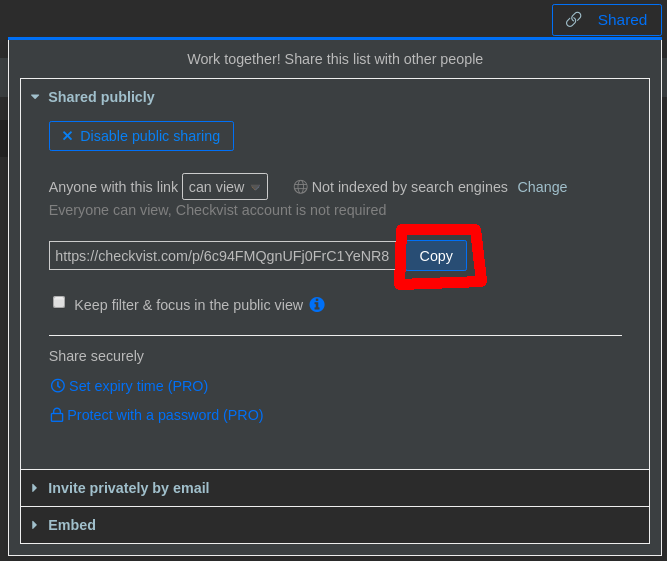 Shared
Work together! Share this list with other people
Shared publicly
Disable public sharing
Anyone with this link can view Not indexed by search engines Change
Everyone can view, Checkvist account is not required
https://checkvist.com/p/6c94FMQgnUFj0FrC1YeNR8 Copy
Keep filter & focus in the public view
Share securely
Set expiry time (PRO)
Protect with a password (PRO)
Invite privately by email
Embed